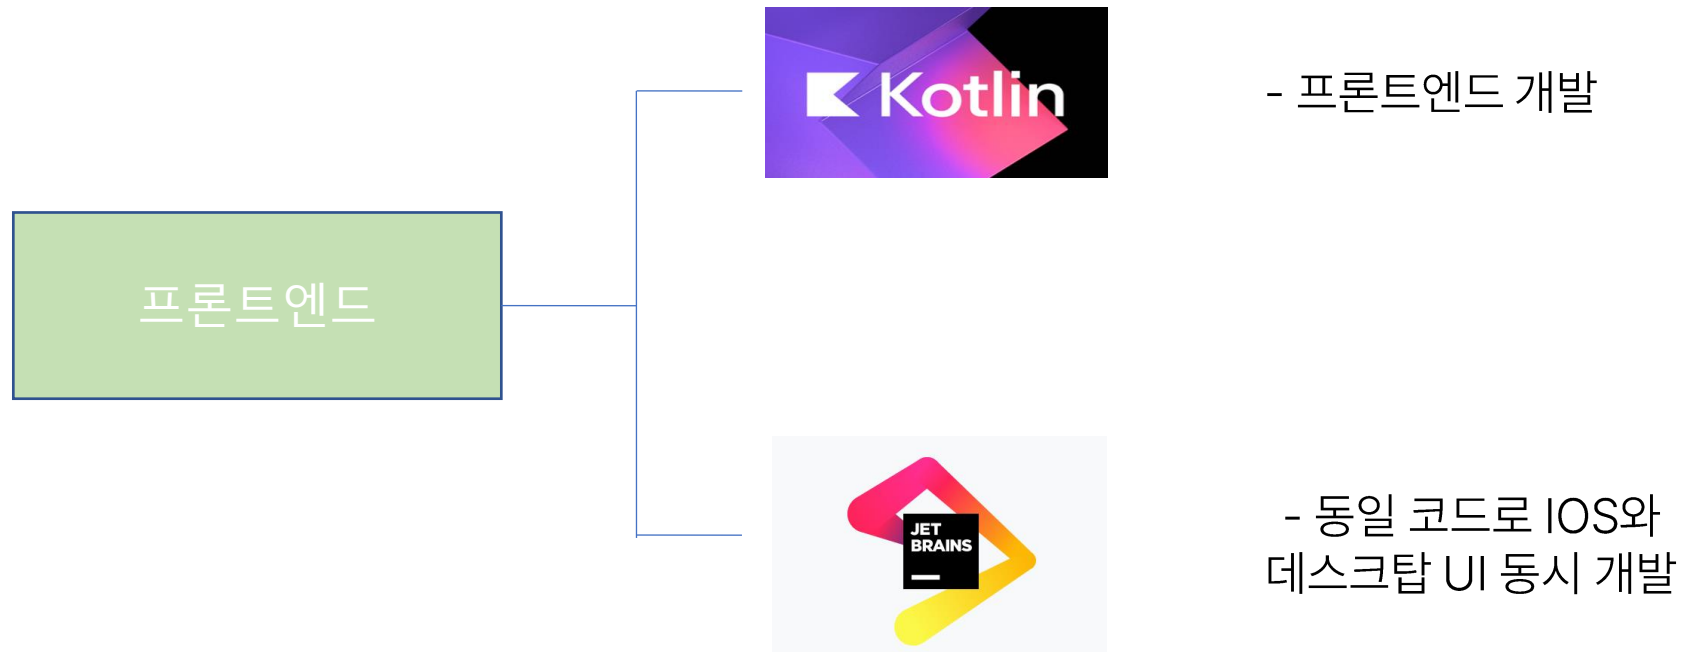 Kotlin
- 프론트엔드 개발
프론트엔드
JET
BRAINS
- 동일 코드로 IOS와
데스크탑 UI 동시 개발